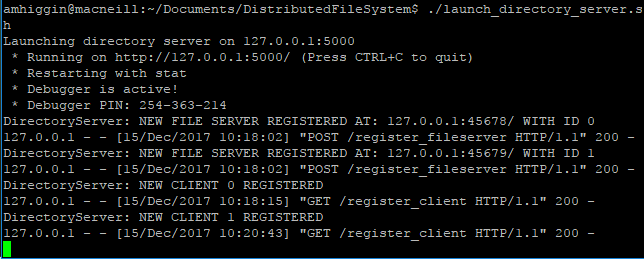 amhiggin@macneill:~/Documents/DistributedFileSystem$ ./launch_directory_server.s
h
Launching directory server on 127.0.0.1:5000
 * Running on http://127.0.0.1:5000/ (Press CTRL+C to quit)
 * Restarting with stat
 * Debugger is active!
 * Debugger PIN: 254-363-214
DirectoryServer: NEW FILE SERVER REGISTERED AT: 127.0.0.1:45678/ WITH ID 0
127.0.0.1 - - [15/Dec/2017 10:18:02] "POST /register_fileserver HTTP/1.1" 200 -
DirectoryServer: NEW FILE SERVER REGISTERED AT: 127.0.0.1:45679/ WITH ID 1
127.0.0.1 - - [15/Dec/2017 10:18:02] "POST /register_fileserver HTTP/1.1" 200 -
DirectoryServer: NEW CLIENT 0 REGISTERED
127.0.0.1 - - [15/Dec/2017 10:18:15] "GET /register_client HTTP/1.1" 200 -
DirectoryServer: NEW CLIENT 1 REGISTERED
127.0.0.1 - - [15/Dec/2017 10:20:43] "GET /register_client HTTP/1.1" 200 -